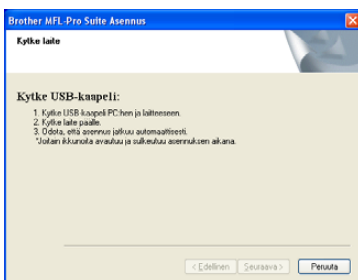 Brother MFL-Pro Suite Asennus
Kytke laite
Kytke USB-kaapeli:
1. Kytke USB-kaapeli PC:hen ja laitteeseen.
2. Kytke laite päälle.
3. Odota, että asennus jatkuu automaattisesti.
*Joitain ikkunoita avautuu ja sulkeutuu asennuksen aikana.
< Edellinen Seuraava > Peruuta